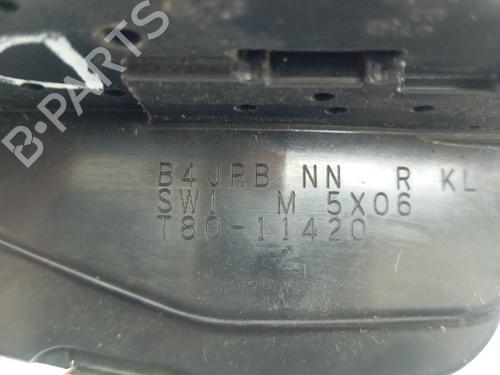 B-PARTS
B4JRB NN R KL
SW1 M 5X06
T80-11420